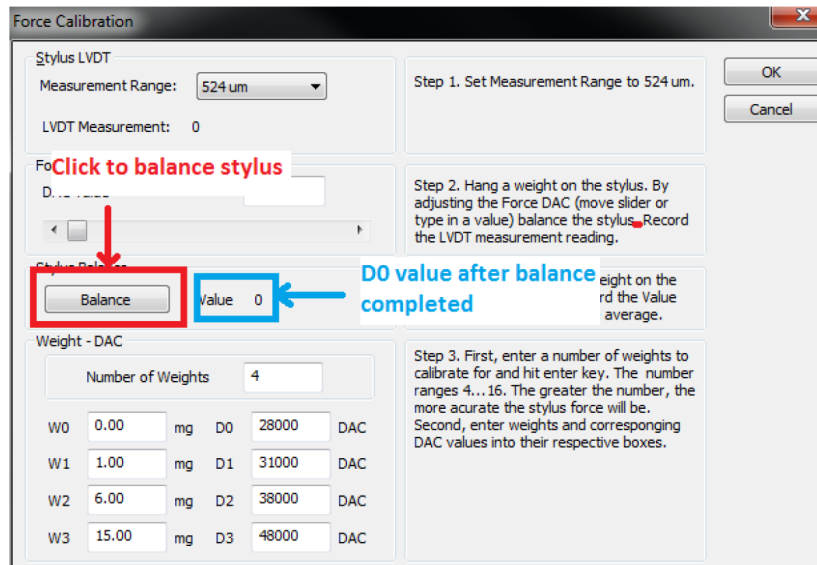 Force Calibration
x
Stylus LVDT
Measurement Range:
524 um
LVDT Measurement: 0
Step 1. Set Measurement Range to 524 um.
OK
Cancel
Click to balance stylus
Step 2. Hang a weight on the
stylus. By
adjusting the Force DAC (move slider or
type in a value) balance the stylus. Record
the LVDT measurement reading.
Balance
Value 0
D0 value after balance
completed
eight on the
rd the Value
average.
Weight - DAC
Number of Weights 4
W0 0.00 mg D0 28000 DAC
W1 1.00 mg D1 31000 DAC
W2 6.00 mg D2 38000 DAC
W3 15.00 mg D3 48000 DAC
Step 3. First, enter a number of weights to
calibrate for and hit enter key. The number
ranges 4...16. The greater the number, the
more acurate the stylus force will be.
Second, enter weights and corresponging
DAC values into their respective boxes.